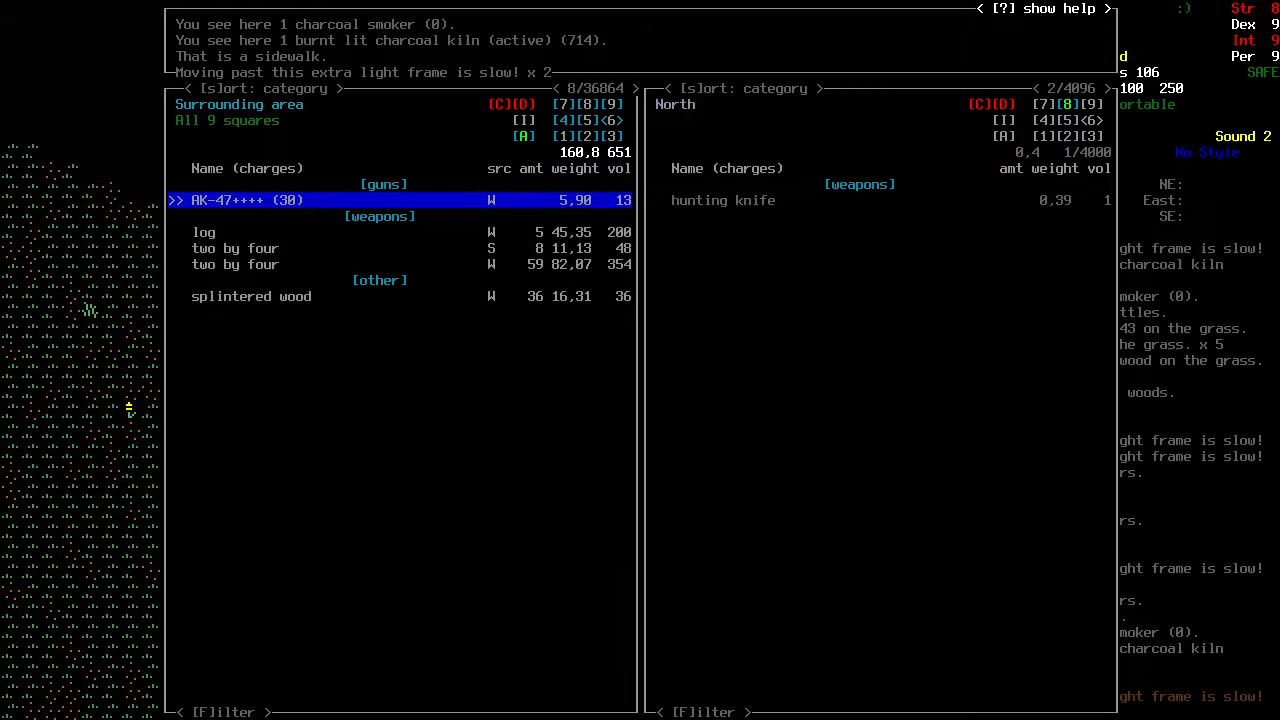 < [?] show help >
You see here 1 charcoal smoker (0).
You see here 1 burnt lit charcoal kiln (active) (714).
That is a sidewalk.
Moving past this extra light frame is slow! x 2
< [s]ort: category > < 8/36864 >
Surrounding area [C][D] [7][8][9]
All 9 squares [I] [4][5]<6>
[A] [1][2][3]
160,8 651
Name (charges) src amt weight vol
[guns]
>> AK-47++++ (30) W 5,90 13
[weapons]
log W 5 45,35 200
two by four S 8 11,13 48
two by four W 59 82,07 354
[other]
splintered wood W 36 16,31 36
< [F]ilter >
< [s]ort: category > < 2/4096 >
North [C][D] [7][8][9]
[I] [4][5]<6>
[A] [1][2][3]
0,4 1/4000
Name (charges) amt weight vol
[weapons]
hunting knife 0,39 1
< [F]ilter >
:) Str 8
Dex 9
Int 9
d Per 9
s 106 SAFE
100 250
ortable
Sound 2
No Style
NE:
East:
SE:
ght frame is slow!
charcoal kiln
moker (0).
ttles.
43 on the grass.
he grass. x 5
wood on the grass.
woods.
ght frame is slow!
ght frame is slow!
rs.
rs.
ght frame is slow!
rs.
.
moker (0).
charcoal kiln
ght frame is slow!